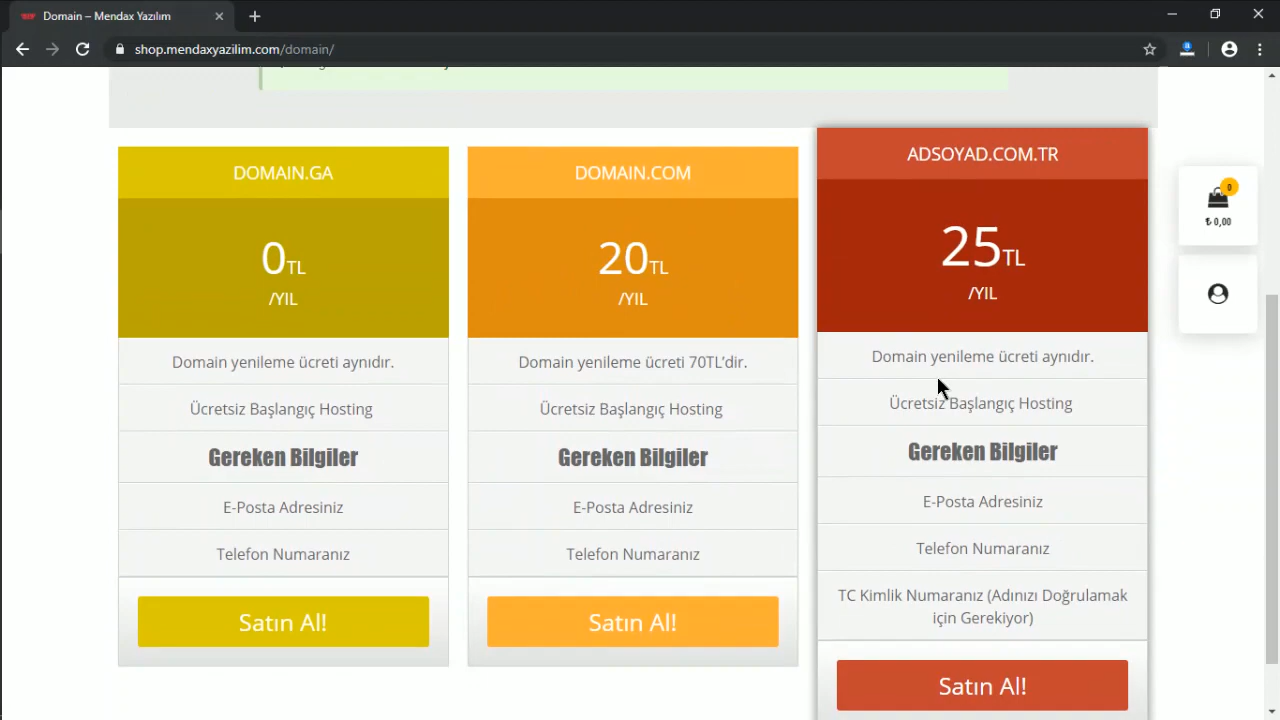 Domain – Mendax Yazılım
shop.mendaxyazilim.com/domain/
DOMAIN.GA
0TL
/YIL
Domain yenileme ücreti aynıdır.
Ücretsiz Başlangıç Hosting
Gereken Bilgiler
E-Posta Adresiniz
Telefon Numaranız
Satın Al!
DOMAIN.COM
20TL
/YIL
Domain yenileme ücreti 70TL'dir.
Ücretsiz Başlangıç Hosting
Gereken Bilgiler
E-Posta Adresiniz
Telefon Numaranız
Satın Al!
ADSOYAD.COM.TR
25TL
/YIL
Domain yenileme ücreti aynıdır.
Ücretsiz Başlangıç Hosting
Gereken Bilgiler
E-Posta Adresiniz
Telefon Numaranız
TC Kimlik Numaranız (Adınızı Doğrulamak
için Gerekiyor)
Satın Al!
0
₺ 0,00